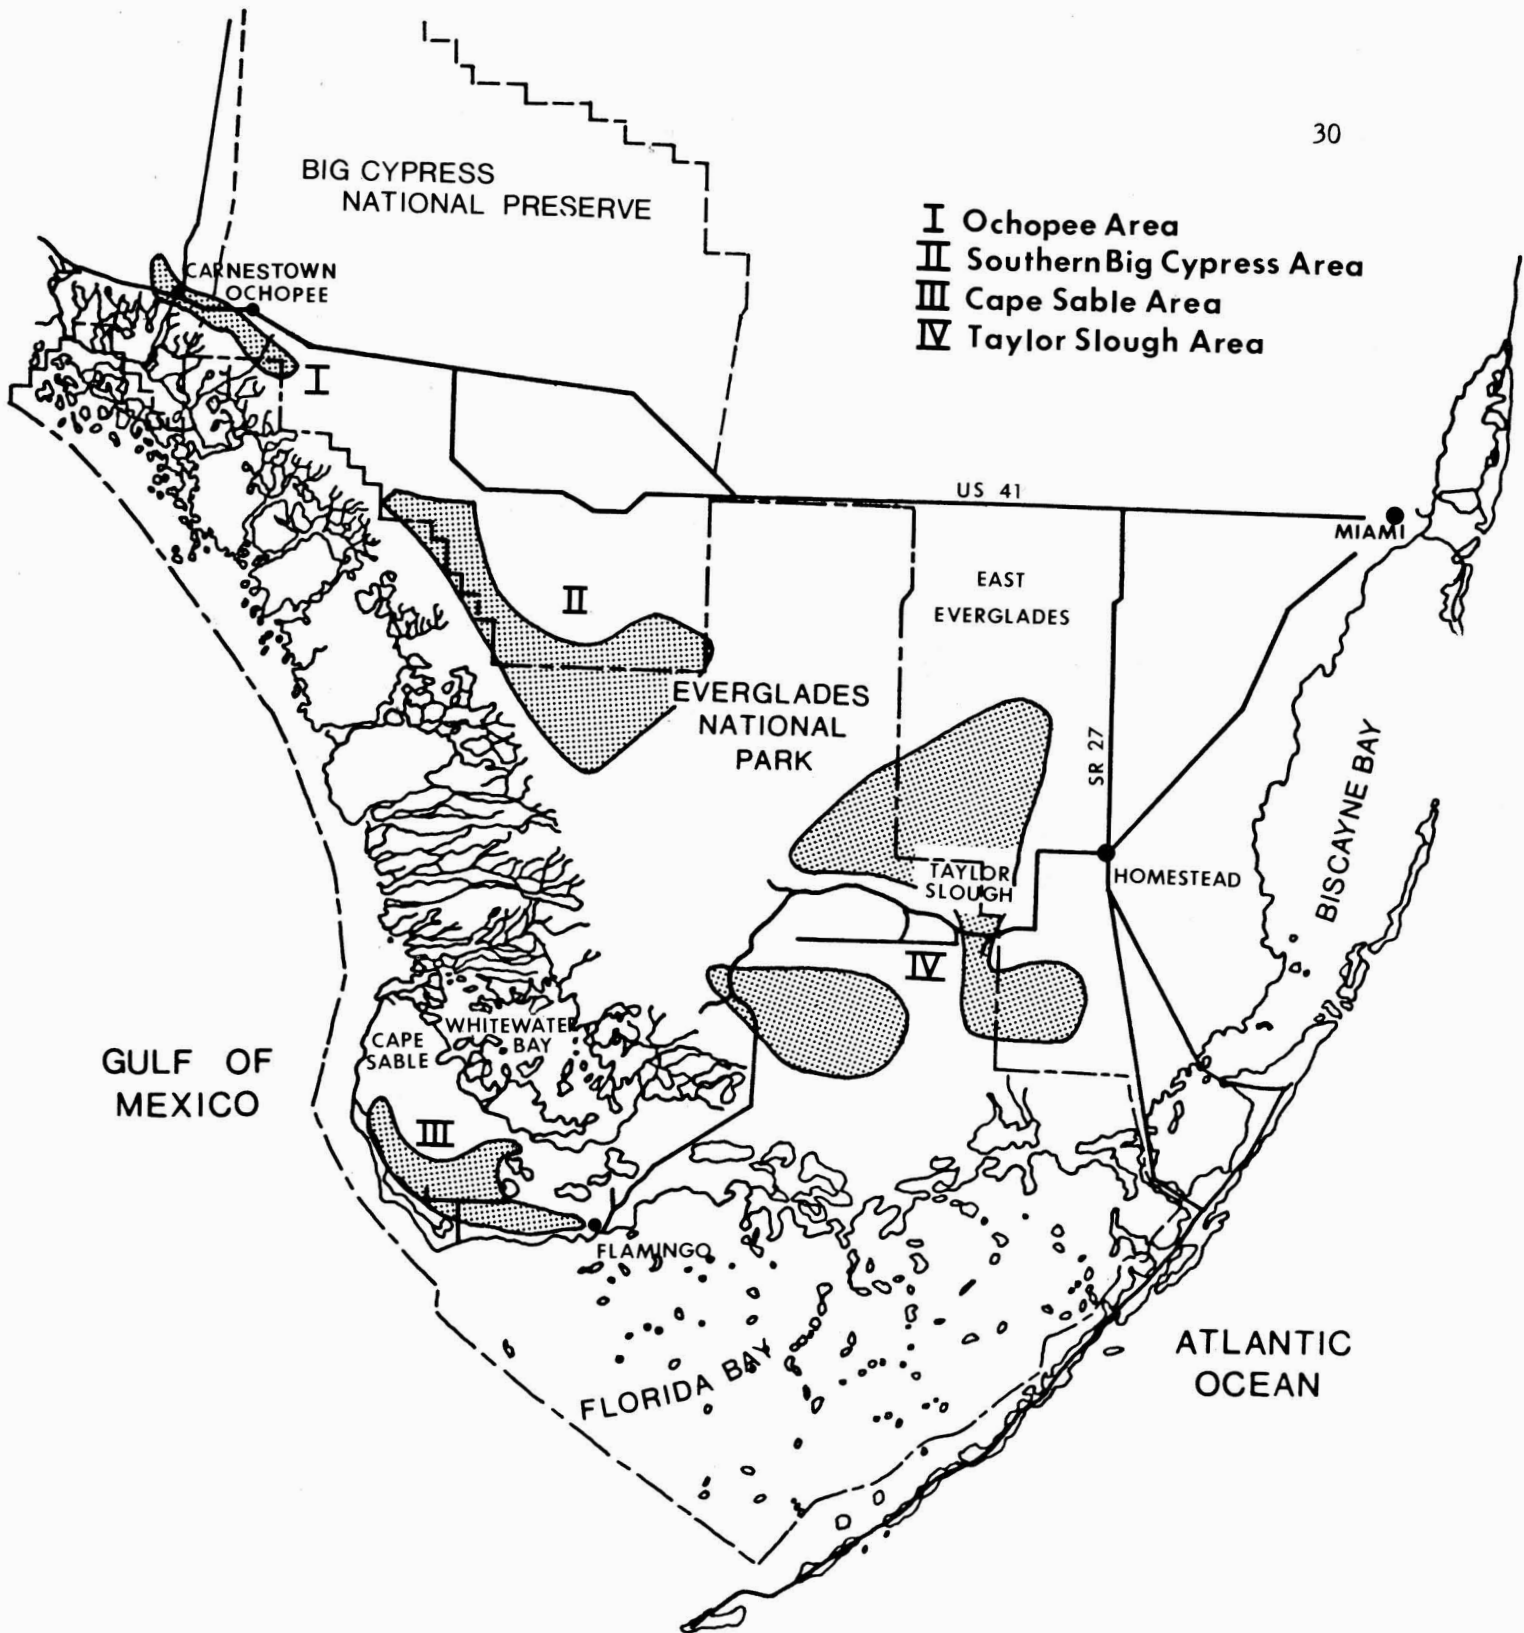 30
BIG CYPRESS
NATIONAL PRESERVE
I Ochopee Area
II Southern Big Cypress Area
III Cape Sable Area
IV Taylor Slough Area
CARNESTOWN
OCHOPEE
I
US 41
MIAMI
EAST
EVERGLADES
II
EVERGLADES
NATIONAL
PARK
SR 27
BISCAYNE BAY
TAYLOR
SLOUGH
HOMESTEAD
IV
WHITEWATER
BAY
CAPE
SABLE
GULF OF
MEXICO
III
FLAMINGO
FLORIDA BAY
ATLANTIC
OCEAN